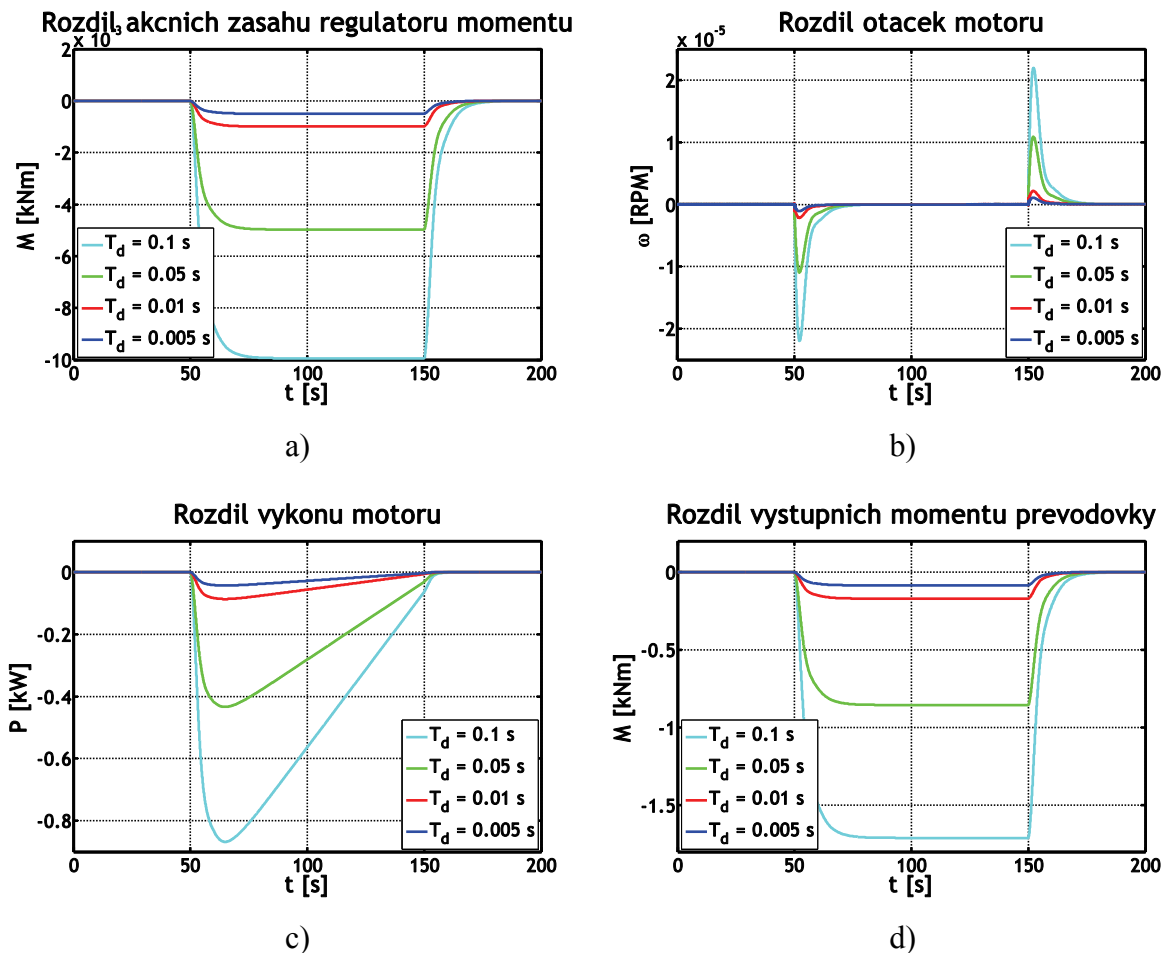 Rozdil akcnich zasahu regulatoru momentu
x 10³
2
0
-2
-4
-6
-8
-10
M [kNm]
T_d = 0.1 s
T_d = 0.05 s
T_d = 0.01 s
T_d = 0.005 s
0 50 100 150 200
t [s]
a)
Rozdil otacek motoru
x 10⁻⁵
2
1
0
-1
-2
ω [RPM]
T_d = 0.1 s
T_d = 0.05 s
T_d = 0.01 s
T_d = 0.005 s
0 50 100 150 200
t [s]
b)
Rozdil vykonu motoru
0
-0.2
-0.4
-0.6
-0.8
P [kW]
T_d = 0.1 s
T_d = 0.05 s
T_d = 0.01 s
T_d = 0.005 s
0 50 100 150 200
t [s]
c)
Rozdil vystupnich momentu prevodovky
0
-0.5
-1
-1.5
M [kNm]
T_d = 0.1 s
T_d = 0.05 s
T_d = 0.01 s
T_d = 0.005 s
0 50 100 150 200
t [s]
d)